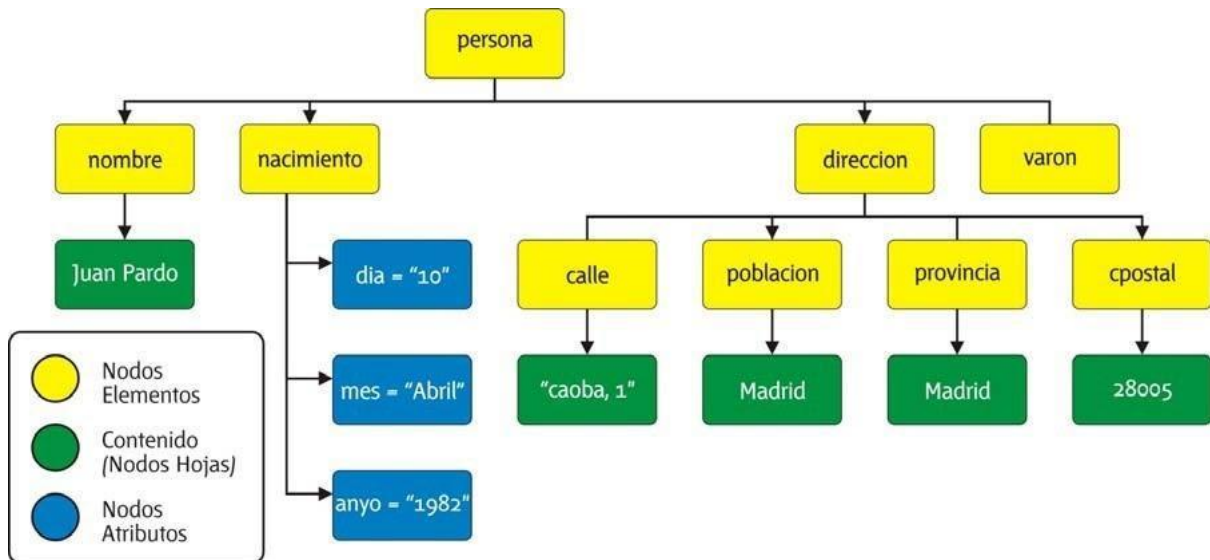 persona
nombre
nacimiento
direccion
varon
Juan Pardo
dia = "10"
calle
poblacion
provincia
cpostal
mes = "Abril"
"caoba, 1"
Madrid
Madrid
28005
anyo = "1982"
Nodos
Elementos
Contenido
(Nodos Hojas)
Nodos
Atributos